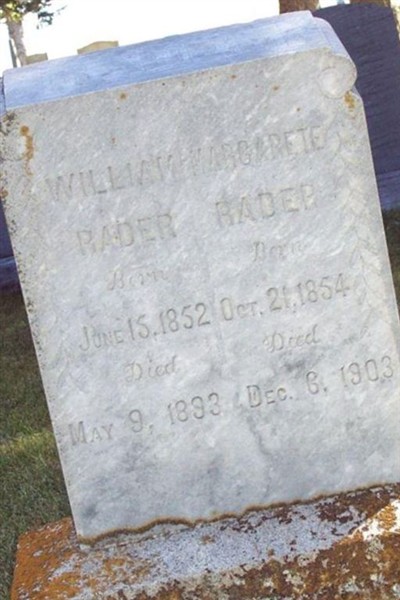 WILLIAM MARGARETE
RADER RADER
Born Born
JUNE 15, 1852 OCT. 21, 1854
Died Died
MAY 9, 1893 DEC. 6, 1903